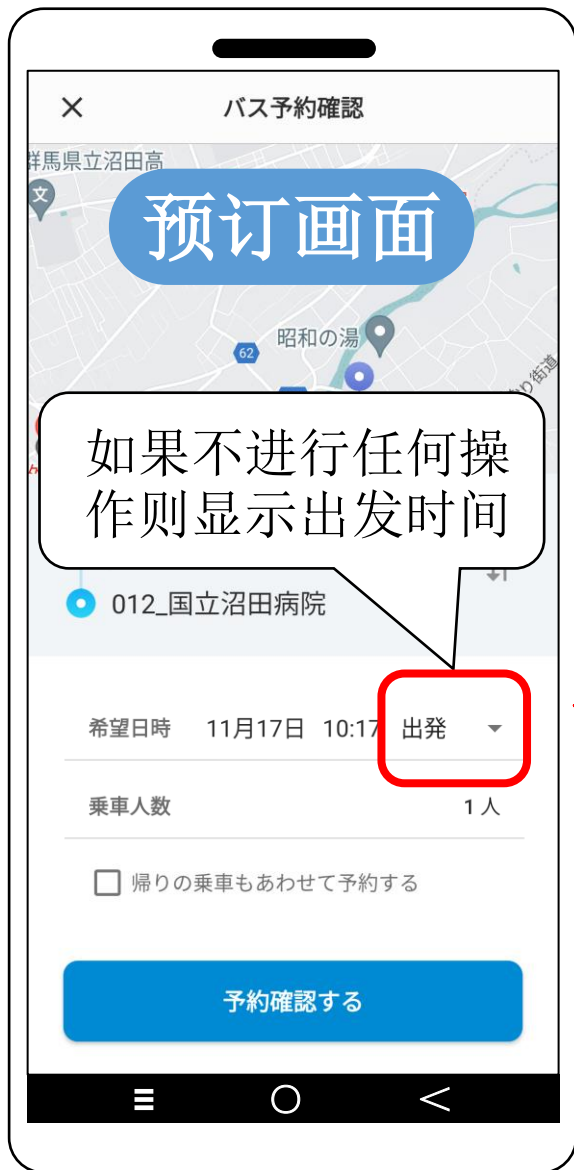 バス予約確認
群馬県立沼田高
文
预订画面
昭和の湯
62
り街道
如果不进行任何操
作则显示出发时间
012_国立沼田病院
希望日時 11月17日 10:17 出発
乗車人数 1人
帰りの乗車もあわせて予約する
予約確認する